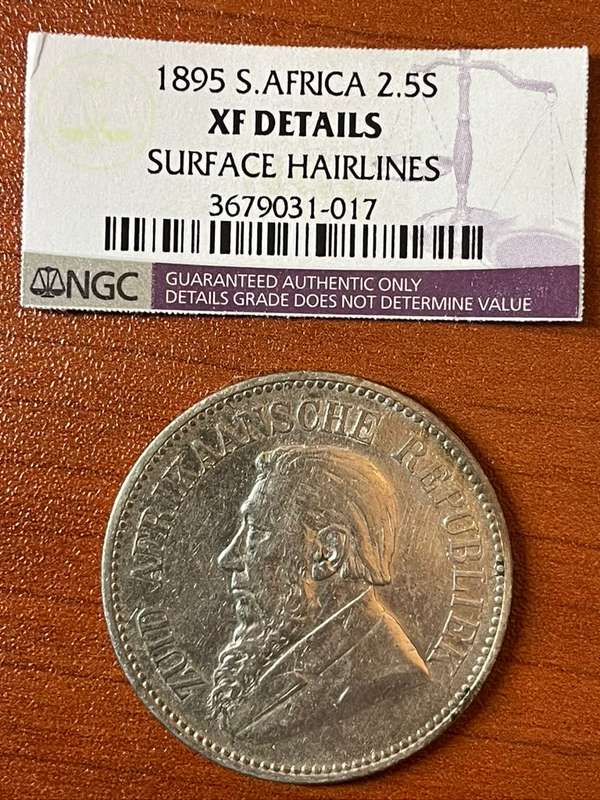 1895 S.AFRICA 2.5S
XF DETAILS
SURFACE HAIRLINES
3679031-017
NGC
GUARANTEED AUTHENTIC ONLY
DETAILS GRADE DOES NOT DETERMINE VALUE
ZUID AFRIKAANSCHE REPUBLIEK